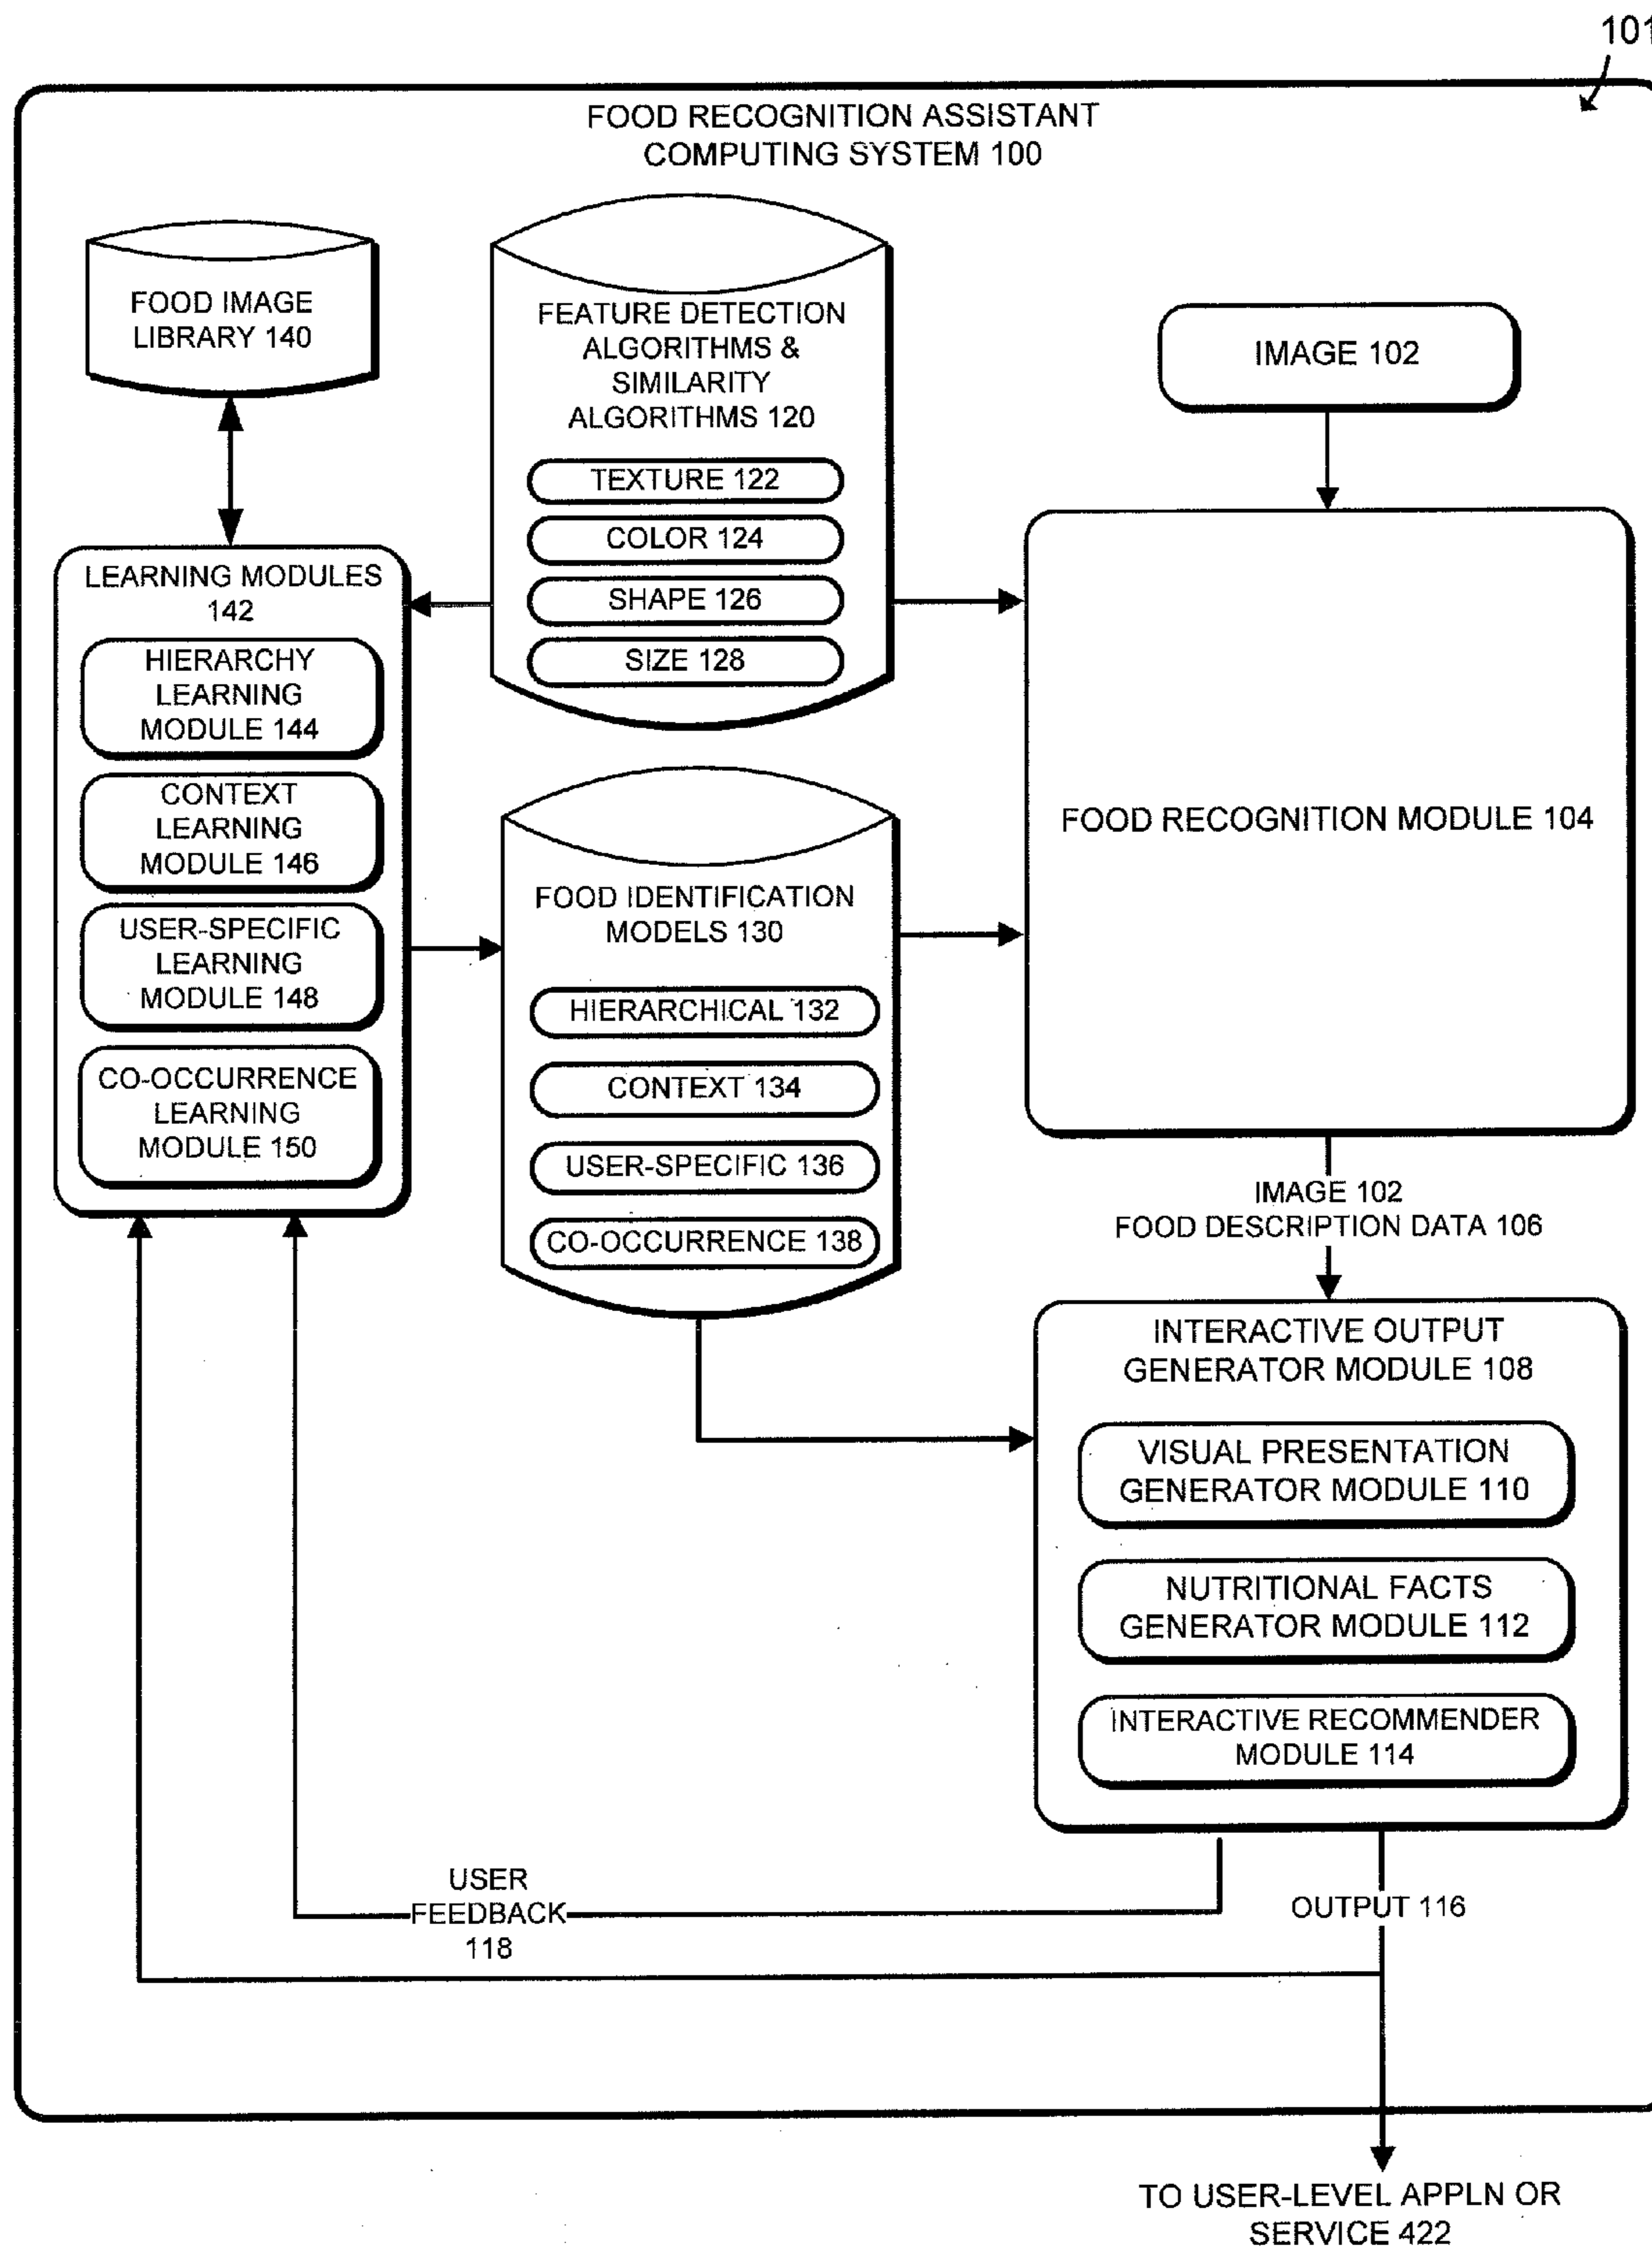 101
FOOD RECOGNITION ASSISTANT
COMPUTING SYSTEM 100
FOOD IMAGE
LIBRARY 140
FEATURE DETECTION
ALGORITHMS &
SIMILARITY
ALGORITHMS 120
TEXTURE 122
COLOR 124
SHAPE 126
SIZE 128
IMAGE 102
LEARNING MODULES
142
HIERARCHY
LEARNING
MODULE 144
CONTEXT
LEARNING
MODULE 146
USER-SPECIFIC
LEARNING
MODULE 148
CO-OCCURRENCE
LEARNING
MODULE 150
FOOD IDENTIFICATION
MODELS 130
HIERARCHICAL 132
CONTEXT 134
USER-SPECIFIC 136
CO-OCCURRENCE 138
FOOD RECOGNITION MODULE 104
IMAGE 102
FOOD DESCRIPTION DATA 106
INTERACTIVE OUTPUT
GENERATOR MODULE 108
VISUAL PRESENTATION
GENERATOR MODULE 110
NUTRITIONAL FACTS
GENERATOR MODULE 112
INTERACTIVE RECOMMENDER
MODULE 114
USER
FEEDBACK
118
OUTPUT 116
TO USER-LEVEL APPLN OR
SERVICE 422